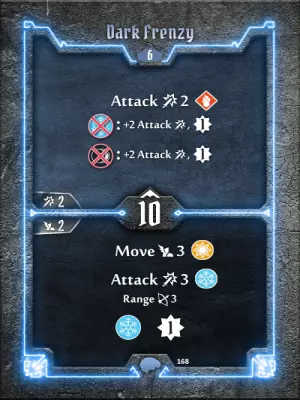 Dark Frenzy
6
Attack 2
: +2 Attack , 1
: +2 Attack , 1
2
10
2
Move 3
Attack 3
Range 3
1
168